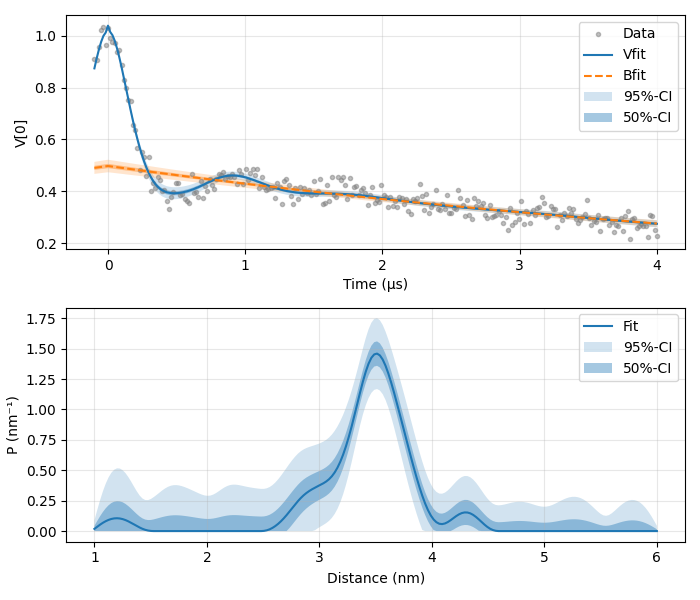 1.0
0.8
0.6
0.4
0.2
V[0]
Data
Vfit
Bfit
95%-CI
50%-CI
0
1
2
3
4
Time (μs)
1.75
1.50
1.25
1.00
0.75
0.50
0.25
0.00
P (nm⁻¹)
Fit
95%-CI
50%-CI
1
2
3
4
5
6
Distance (nm)